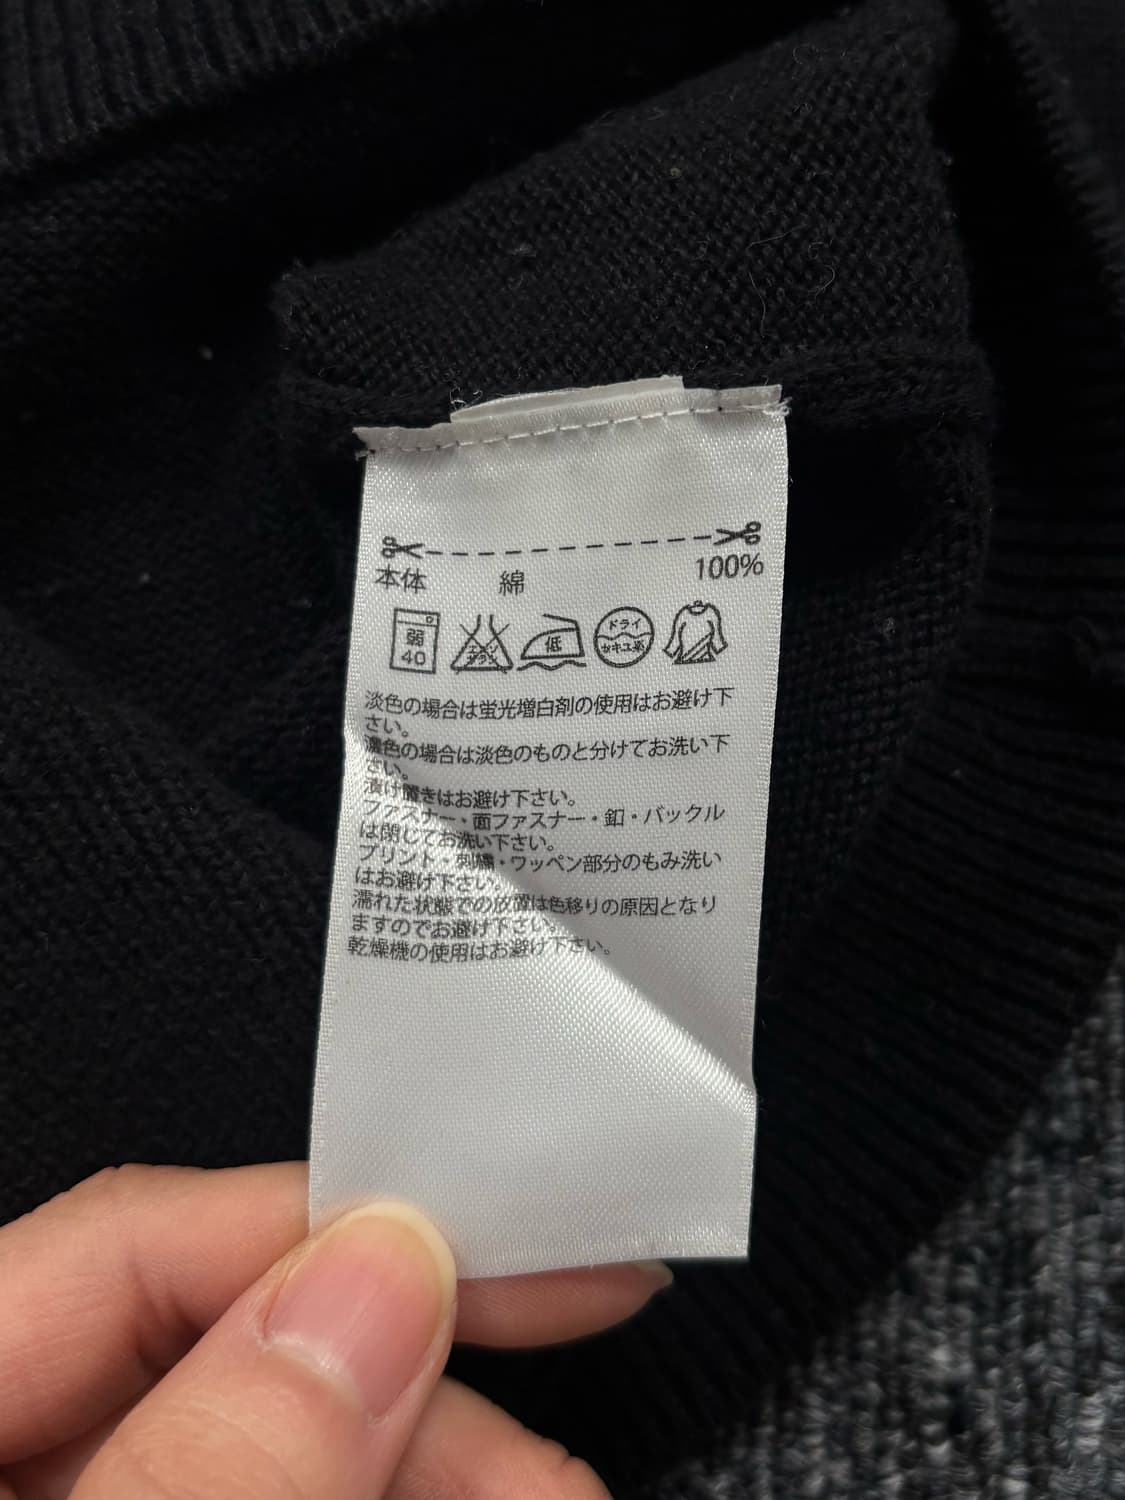 本体 綿 100%
弱 40 エンソサラシ 低 ドライ セキユ系
淡色の場合は蛍光増白剤の使用はお避け下
さい。
濃色の場合は淡色のものと分けてお洗い下
さい。
漬け置きはお避け下さい。
ファスナー・面ファスナー・釦・バックル
は閉じてお洗い下さい。
プリント・刺繍・ワッペン部分のもみ洗い
はお避け下さい。
濡れた状態での放置は色移りの原因となり
ますのでお避け下さい。
乾燥機の使用はお避け下さい。